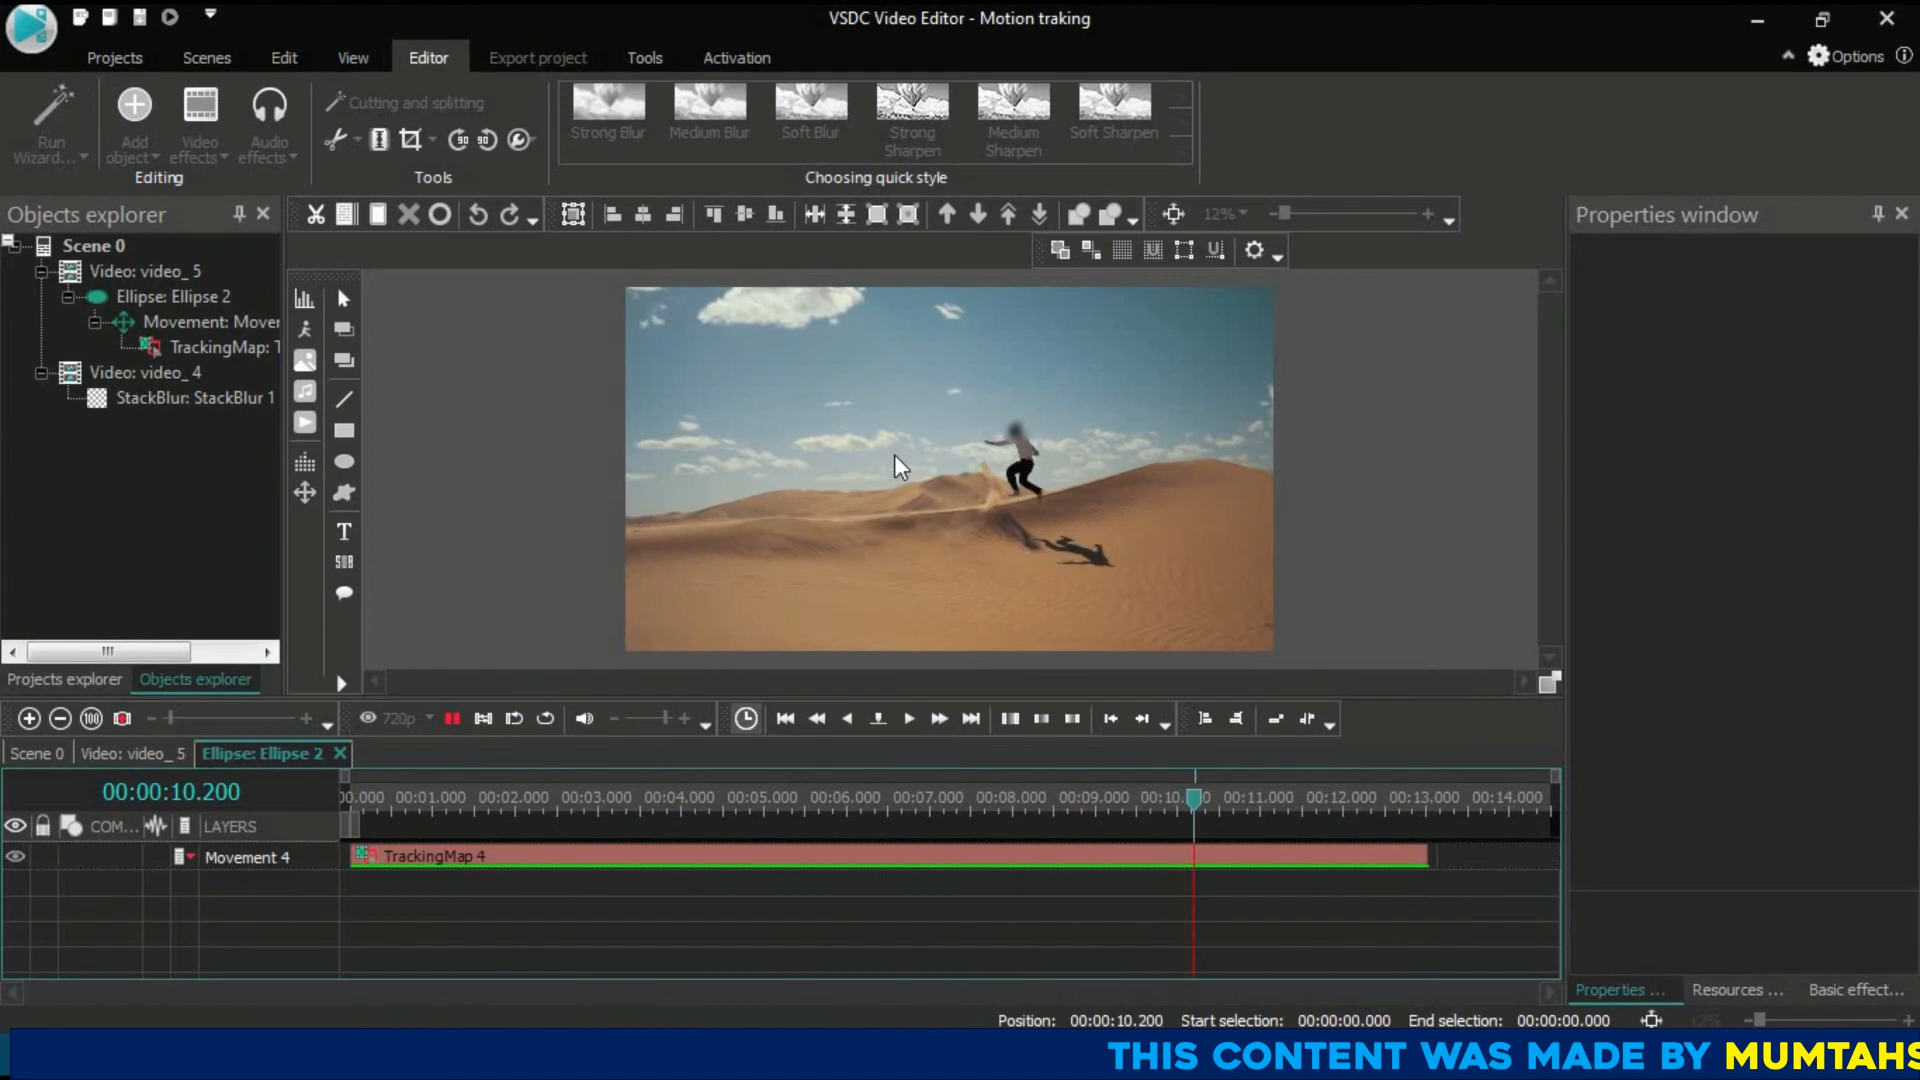 VSDC Video Editor - Motion traking
Projects
Scenes
Edit
View
Editor
Export project
Tools
Activation
Options
Run Wizard...
Add object
Video effects
Audio effects
Editing
Cutting and splitting
Tools
Strong Blur
Medium Blur
Soft Blur
Strong Sharpen
Medium Sharpen
Soft Sharpen
Choosing quick style
Objects explorer
Scene 0
Video: video_ 5
Ellipse: Ellipse 2
Movement: Mover
TrackingMap: T
Video: video_ 4
StackBlur: StackBlur 1
Projects explorer
Objects explorer
12%
T
SUB
Properties window
720p
Scene 0
Video: video_ 5
Ellipse: Ellipse 2
00:00:10.200
COM...
LAYERS
00.000 00:01.000 00:02.000 00:03.000 00:04.000 00:05.000 00:06.000 00:07.000 00:08.000 00:09.000 00:10. 0 00:11.000 00:12.000 00:13.000 00:14.000
Movement 4
TrackingMap 4
Properties ...
Resources ...
Basic effect...
Position: 00:00:10.200 Start selection: 00:00:00.000 End selection: 00:00:00.000
THIS CONTENT WAS MADE BY MUMTAHS